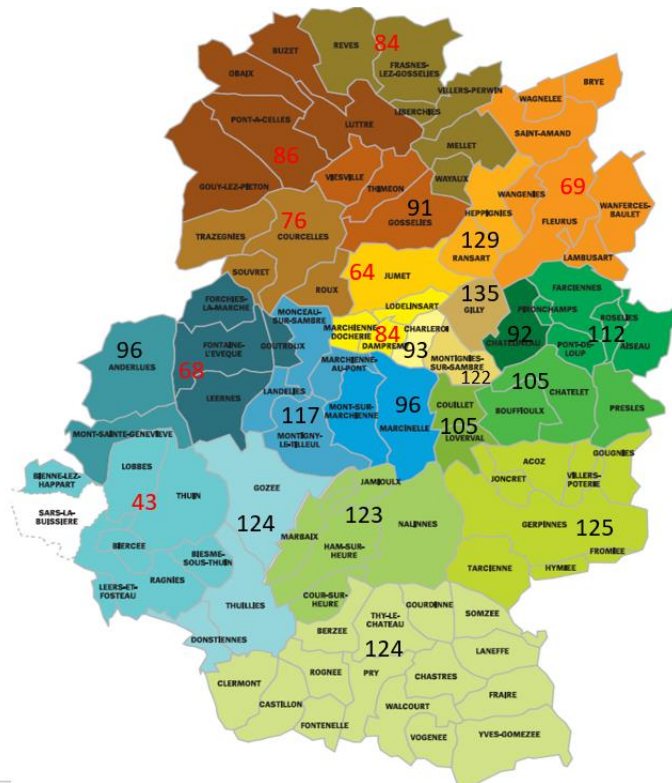 BUZET
REVES
84
OBAIX
FRASNES-
LEZ-GOSSELIES
VILLERS-PERWIN
BRYE
WAGNELEE
PONT-A-CELLES
LUTTRE
LIBERCHIES
SAINT-AMAND
86
MELLET
GOUY-LEZ-PIETON
VIESVILLE
THIMEON
WAYAUX
WANGENIES
69
WANFERCEE-
BAULET
76
91
HEPPIGNIES
FLEURUS
TRAZEGNIES
COURCELLES
GOSSELIES
129
RANSART
LAMBUSART
SOUVRET
64
JUMET
ROUX
135
FARCIENNES
FORCHIES-
LA-MARCHE
MONCEAU-
SUR-SAMBRE
LODELINSART
GILLY
PIRONCHAMPS
ROSELIES
MARCHIENNE-
DOCHERIE
84
CHARLEROI
92
CHATELINEAU
PONT-DE-
LOUP
112
AISEAU
96
ANDERLUES
FONTAINE-
L'EVEQUE
GOUTROUX
DAMPREMY
93
68
MARCHIENNE-
AU-PONT
MONTIGNIES-
SUR-SAMBRE
122
105
LEERNES
LANDELIES
96
COUILLET
CHATELET
117
MONT-SUR-
MARCHIENNE
MARCINELLE
105
BOUFFIOULX
PRESLES
MONT-SAINTE-GENEVIEVE
MONTIGNY-
LE-TILLEUL
LOVERVAL
GOUGNIES
LOBBES
ACOZ
BIENNE-LEZ-
HAPPART
JAMIOULX
JONCRET
VILLERS-
POTERIE
THUIN
GOZEE
43
SARS-LA-
BUISSIERE
124
123
NALINNES
GERPINNES
125
MARBAIX
BIERCEE
HAM-SUR-
HEURE
FROMIEE
BIESME-
SOUS-THUIN
HYMIEE
RAGNIES
TARCIENNE
LEERS-ET-
FOSTEAU
COUR-SUR-
HEURE
THUILLIES
GOURDINNE
THY-LE-
CHATEAU
SOMZEE
BERZEE
DONSTIENNES
124
LANEFFE
ROGNEE
PRY
CHASTRES
CLERMONT
FRAIRE
CASTILLON
WALCOURT
FONTENELLE
VOGENEE
YVES-GOMEZEE